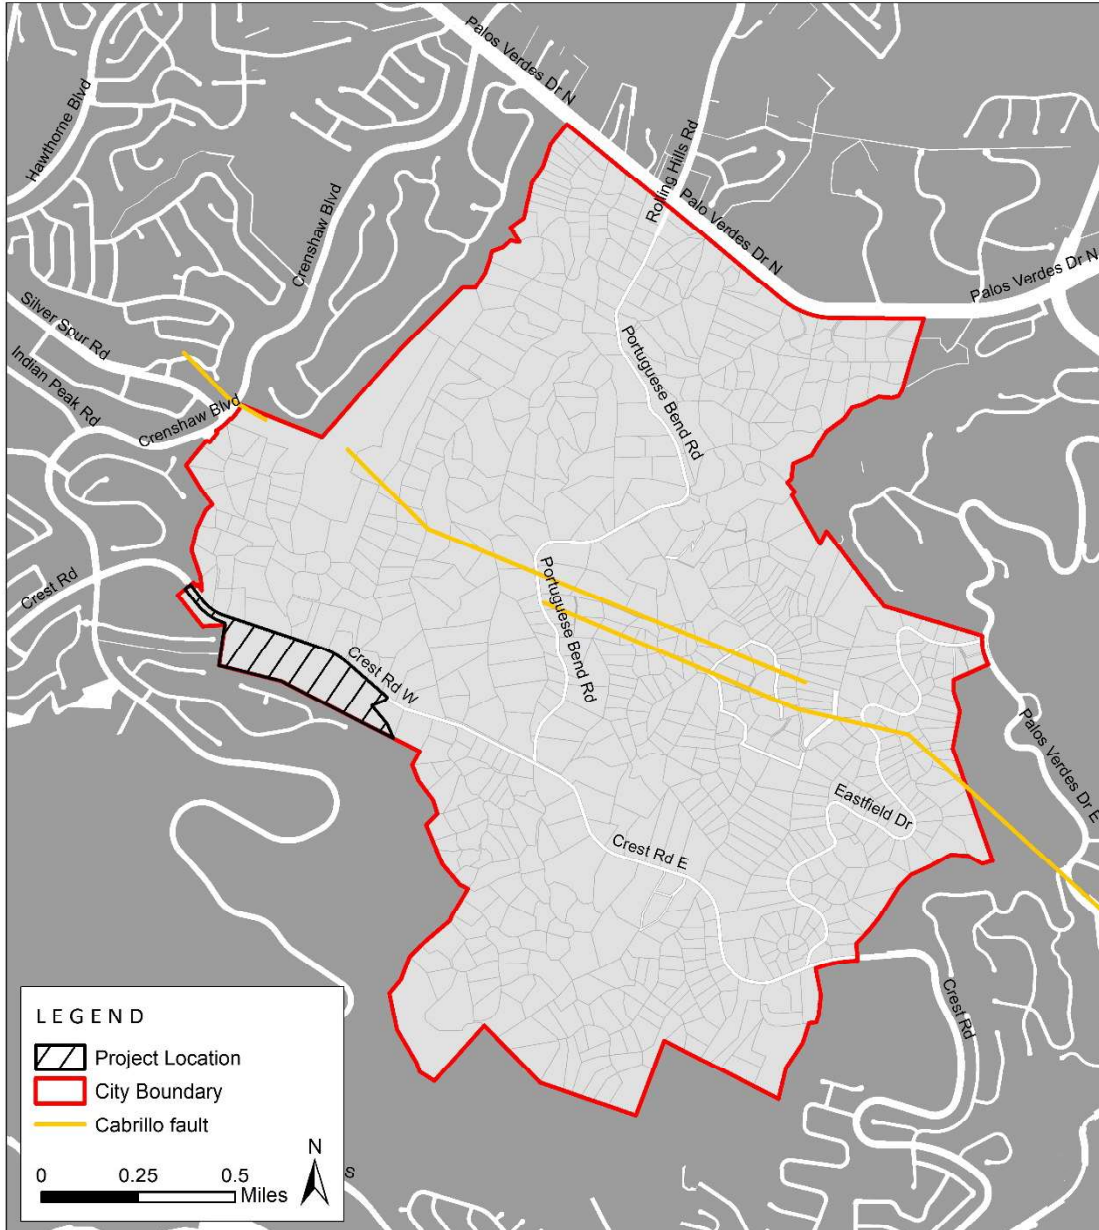 Palos Verdes Dr N
Hawthorne Blvd
Rolling Hills Rd
Crenshaw Blvd
Palo Verdes Dr N
Palos Verdes Dr N
Silver Spur Rd
Portuguese Bend Rd
Indian Peak Rd
Crenshaw Blvd
Crest Rd
Portuguese Bend Rd
Crest Rd W
Palos Verdes Dr E
Eastfield Dr
Crest Rd E
Crest Rd
LEGEND
Project Location
City Boundary
Cabrillo fault
N
0 0.25 0.5
Miles
S